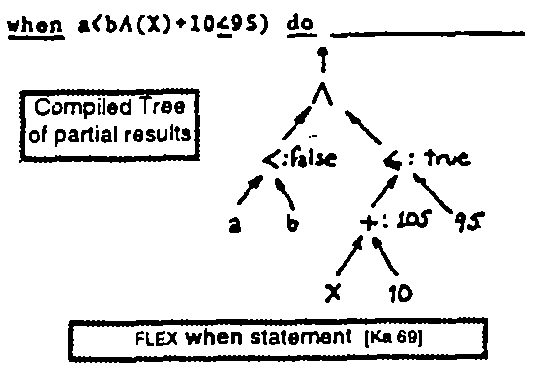 when a<bΛ(X)+10≤95) do
Compiled Tree
of partial results
∧
<:false ≤: true
a b +: 105 95
X 10
FLEX when statement [Ka 69]